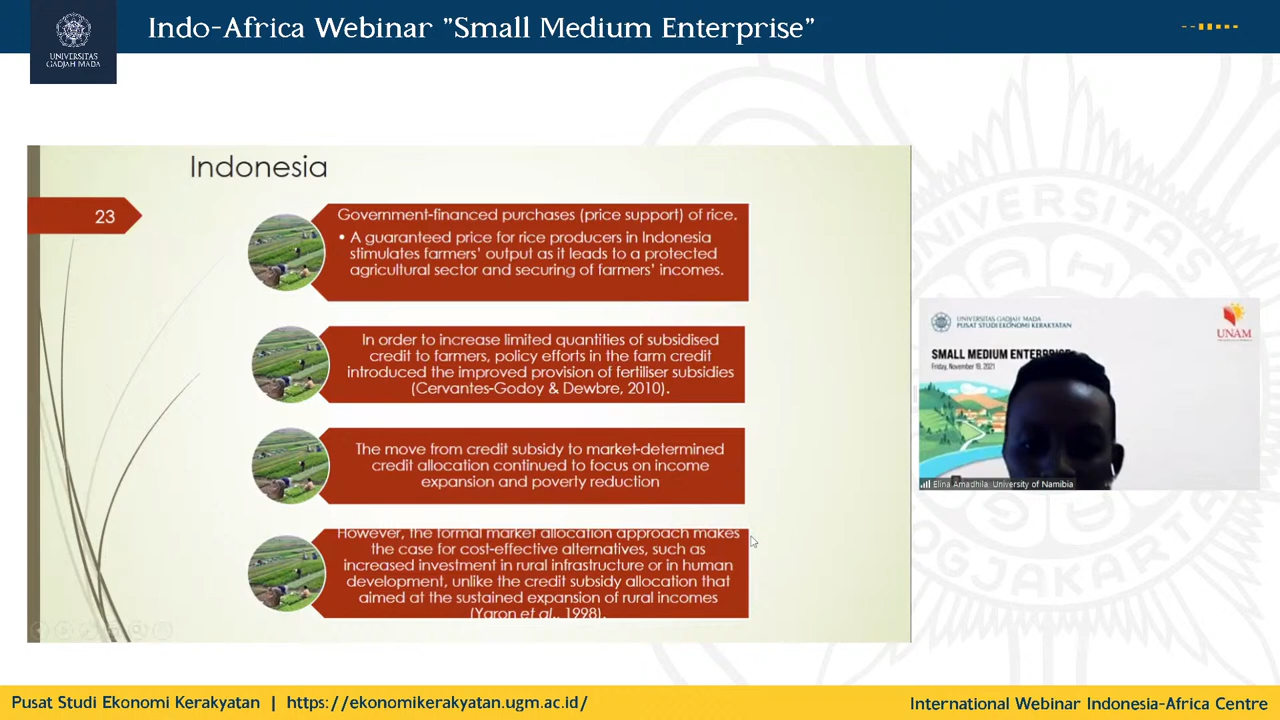 Indo-Africa Webinar "Small Medium Enterprise"
UNIVERSITAS
GADJAH MADA
Indonesia
23
Government-financed purchases (price support) of rice.
• A guaranteed price for rice producers in Indonesia
stimulates farmers' output as it leads to a protected
agricultural sector and securing of farmers' incomes.
In order to increase limited quantities of subsidised
credit to farmers, policy efforts in the farm credit
introduced the improved provision of fertiliser subsidies
(Cervantes-Godoy & Dewbre, 2010).
The move from credit subsidy to market-determined
credit allocation continued to focus on income
expansion and poverty reduction
However, the formal market allocation approach makes
the case for cost-effective alternatives, such as
increased investment in rural infrastructure or in human
development, unlike the credit subsidy allocation that
aimed at the sustained expansion of rural incomes
(Yaron et al., 1998).
UNIVERSITAS GADJAH MADA
PUSAT STUDI EKONOMI KERAKYATAN
UNAM
SMALL MEDIUM ENTERPRISE
Friday, November 19, 2021
Elina Amadhila. University of Namibia
Pusat Studi Ekonomi Kerakyatan | https://ekonomikerakyatan.ugm.ac.id/
International Webinar Indonesia-Africa Centre